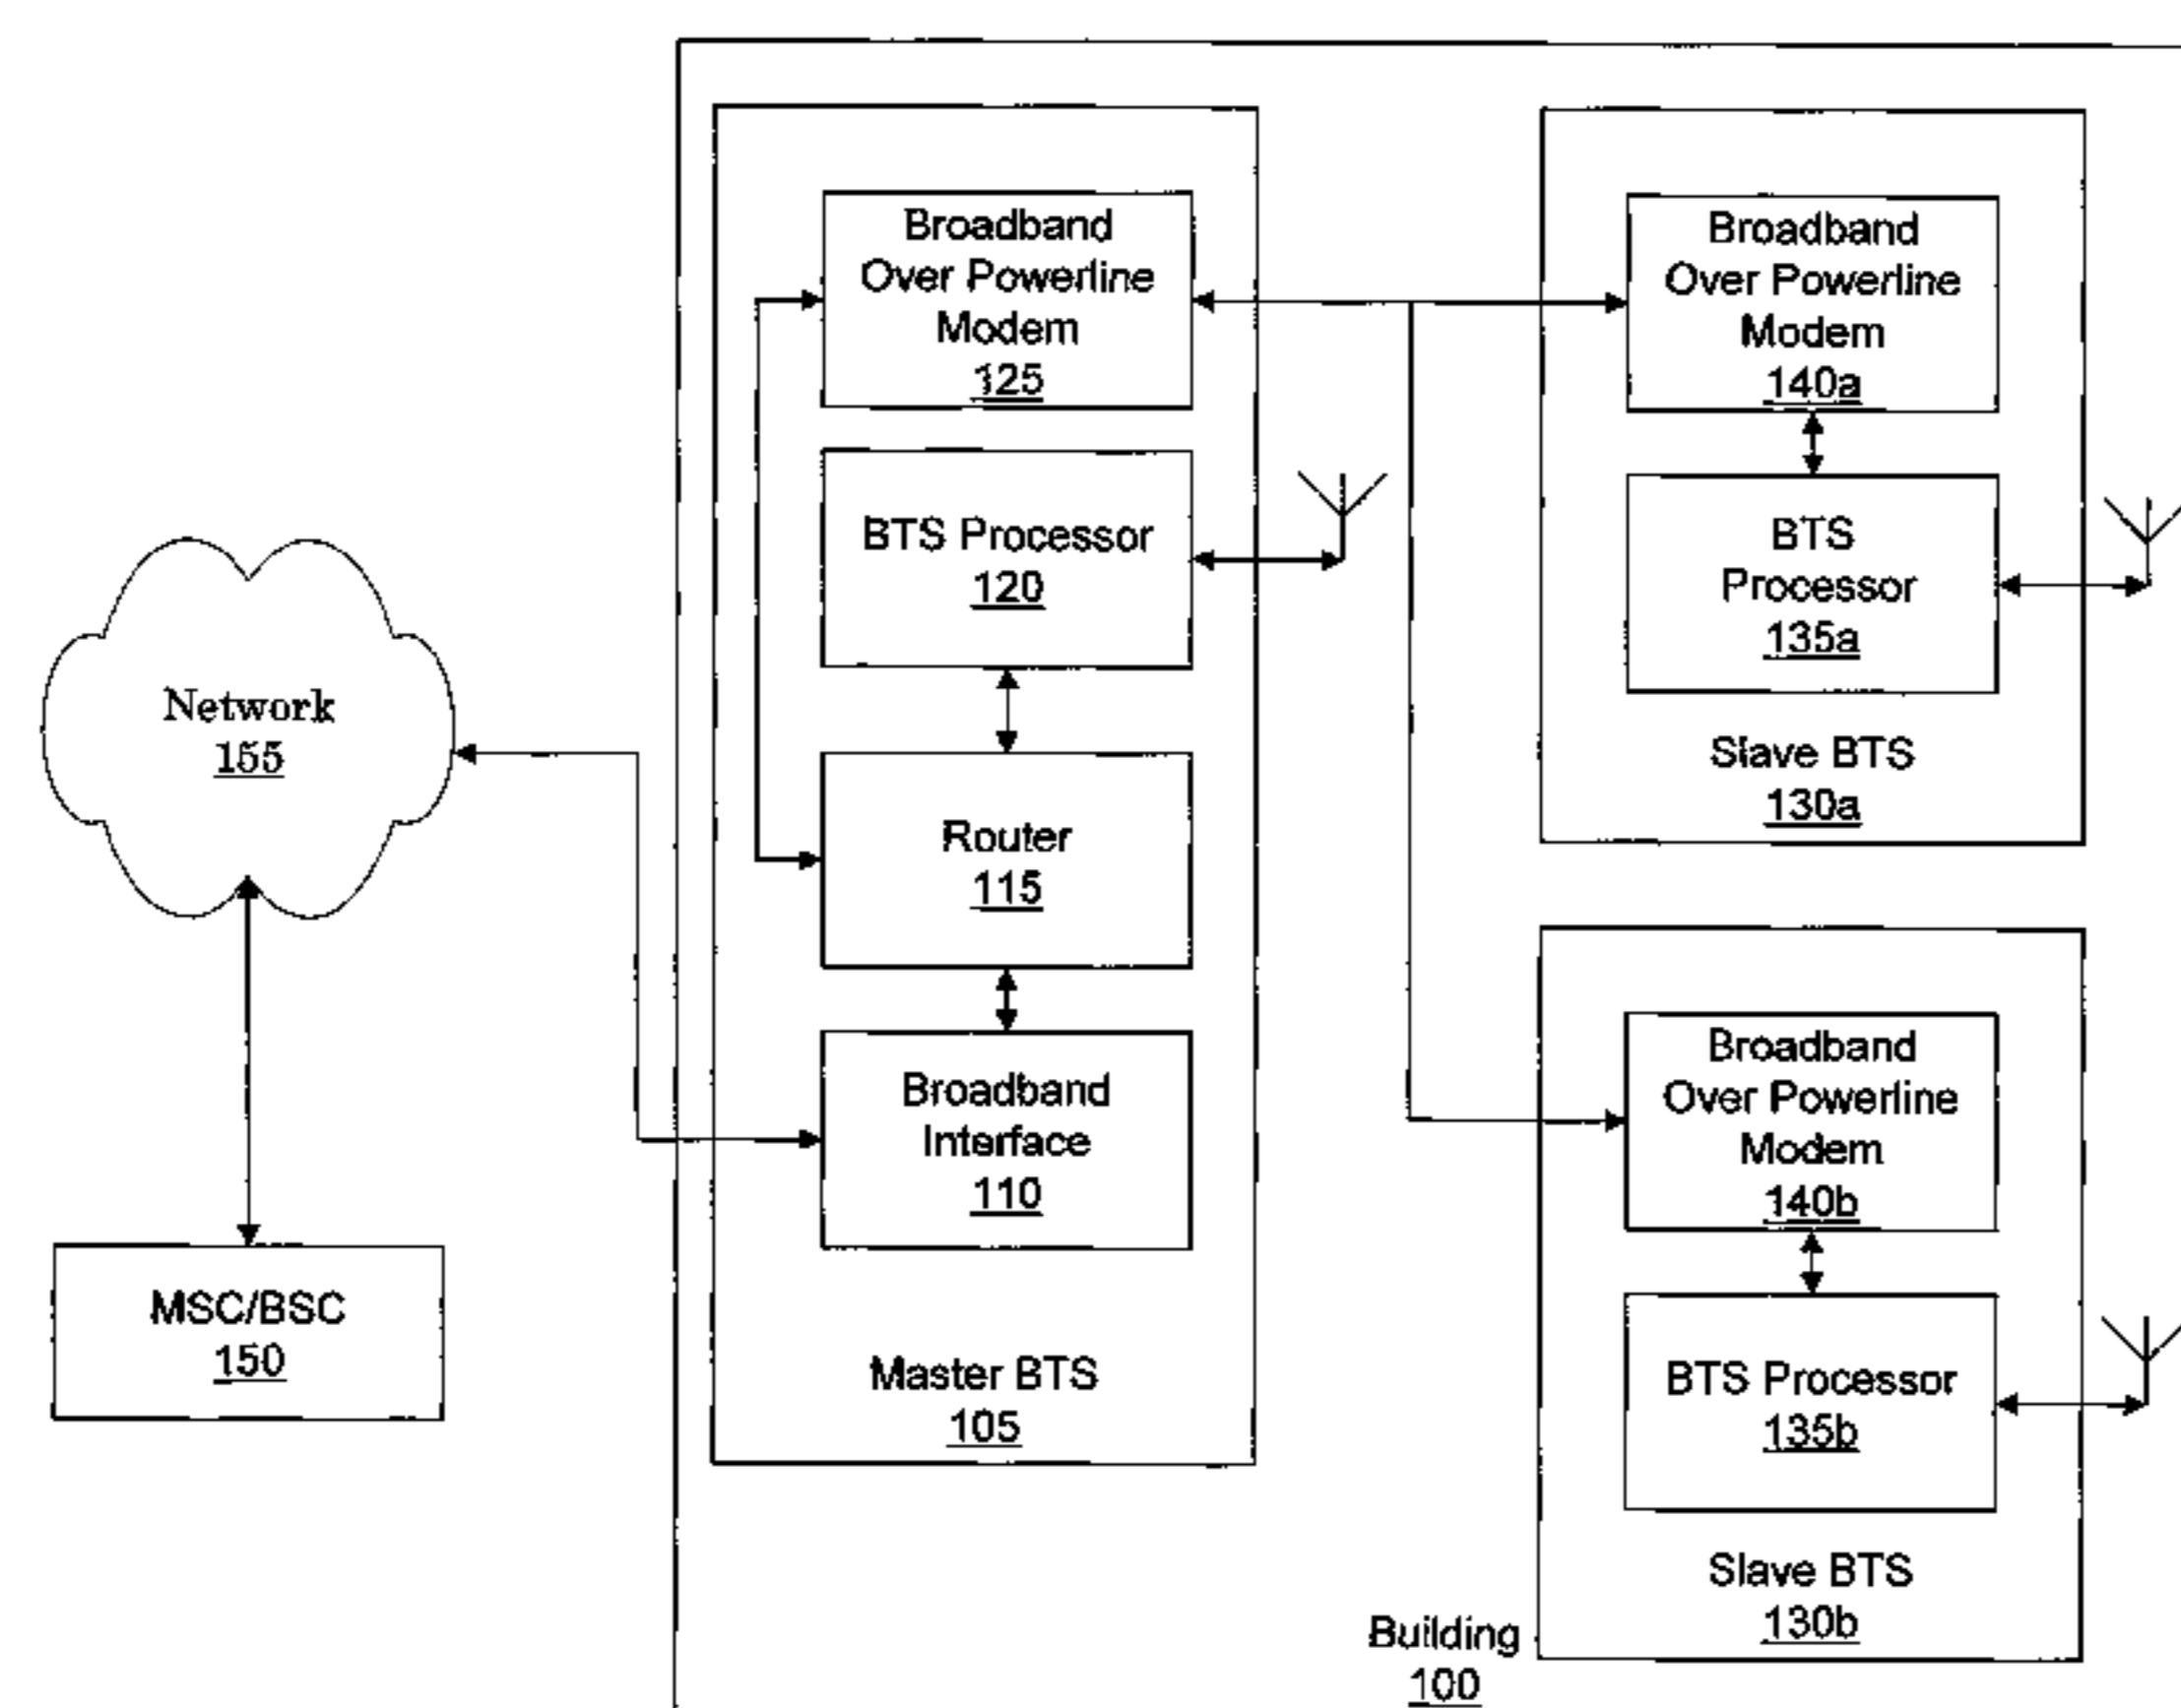 Network
155
MSC/BSC
150
Broadband
Over Powerline
Modem
125
BTS Processor
120
Router
115
Broadband
Interface
110
Master BTS
105
Broadband
Over Powerline
Modem
140a
BTS
Processor
135a
Slave BTS
130a
Broadband
Over Powerline
Modem
140b
BTS Processor
135b
Slave BTS
130b
Building
100